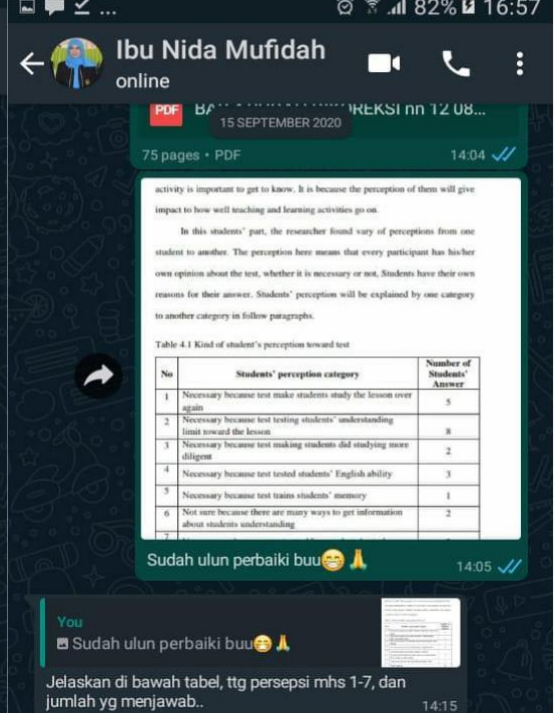 82% 16:57
Ibu Nida Mufidah
online
PDF
15 SEPTEMBER 2020
75 pages • PDF 14:04
activity is important to get to know. It is because the perception of them will give
impact to how well teaching and learning activities go on.
In this students' part, the researcher found vary of perceptions from one
student to another. The perception here means that every participant has his/her
own opinion about the test, whether it is necessary or not, Students have their own
reasons for their answer. Students' perception will be explained by one category
to another category in follow paragraphs.
Table 4.1 Kind of student's perception toward test
No Students' perception category Number of Students' Answer
1 Necessary because test make students study the lesson over again 5
2 Necessary because test testing students' understanding limit toward the lesson 8
3 Necessary because test making students did studying more diligent 2
4 Necessary because test tested students' English ability 3
5 Necessary because test trains students' memory 1
6 Not sure because there are many ways to get information about students understanding 2
7
Sudah ulun perbaiki buu😁🙏
14:05
You
Sudah ulun perbaiki buu😁🙏
Jelaskan di bawah tabel, ttg persepsi mhs 1-7, dan
jumlah yg menjawab..
14:15